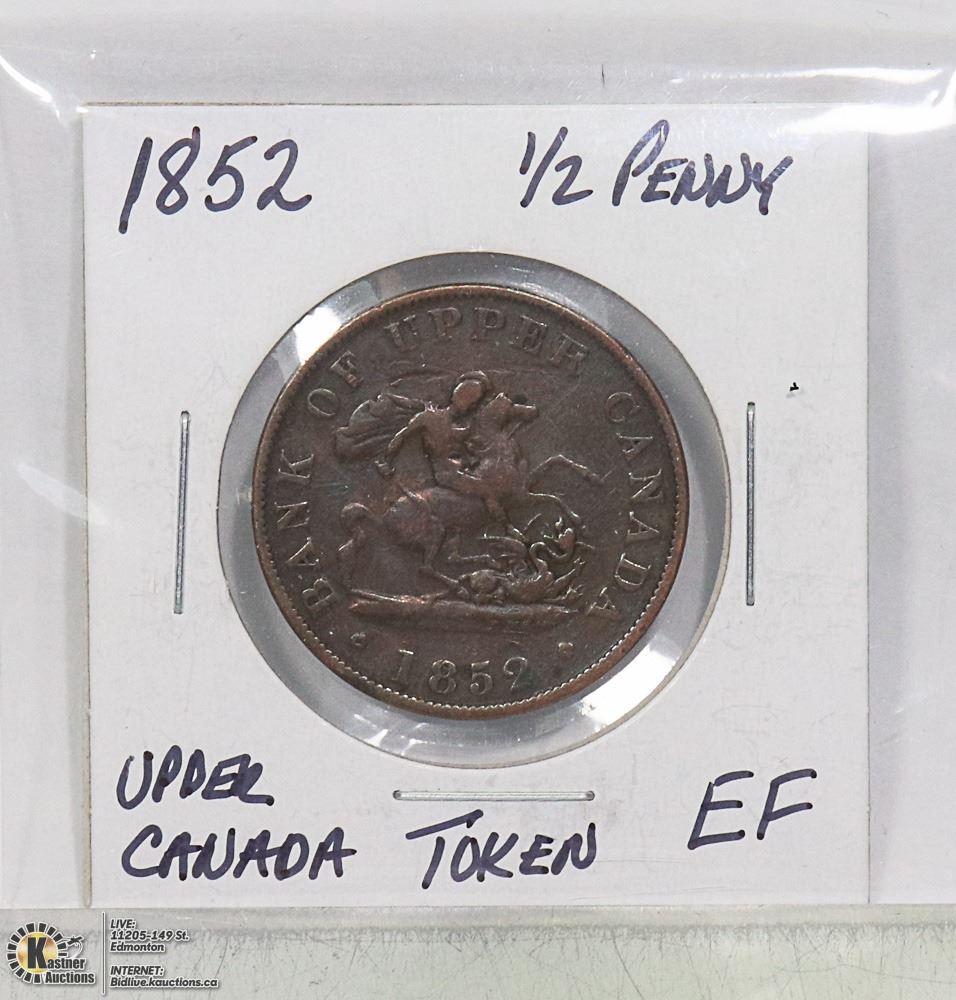 1852 1/2 PENNY
BANK OF UPPER CANADA
1852
UPPER
CANADA TOKEN EF
Kastner
Auctions
LIVE:
11205-149 St.
Edmonton
INTERNET:
Bidlive.kauctions.ca